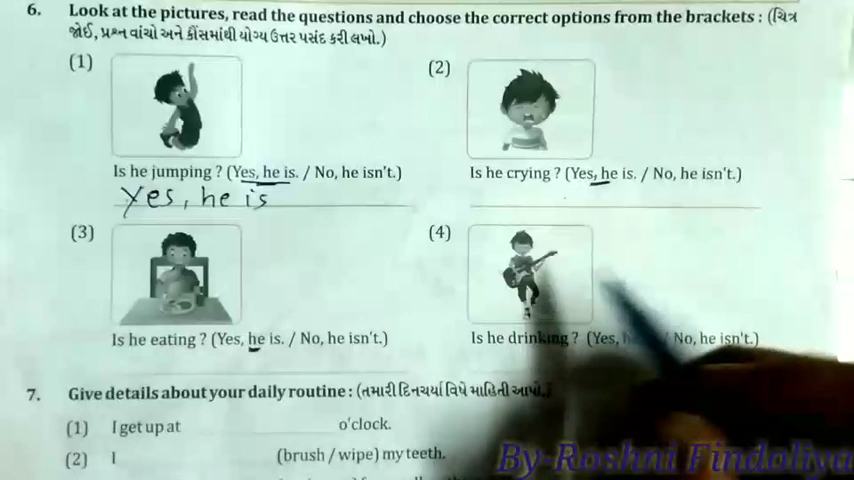 6. Look at the pictures, read the questions and choose the correct options from the brackets : (ચિત્ર
જોઈ, પ્રશ્ન વાંચો અને કૌંસમાંથી યોગ્ય ઉત્તર પસંદ કરી લખો.)
(1) (2)
Is he jumping ? (Yes, he is. / No, he isn't.) Is he crying ? (Yes, he is. / No, he isn't.)
Yes, he is
(3) (4)
Is he eating ? (Yes, he is. / No, he isn't.) Is he drinking ? (Yes, / No, he isn't.)
7. Give details about your daily routine : (તમારી દિનચર્યા વિષે માહિતી આપો.)
(1) I get up at o'clock.
(2) I (brush / wipe) my teeth.
By-Roshni Findoliya